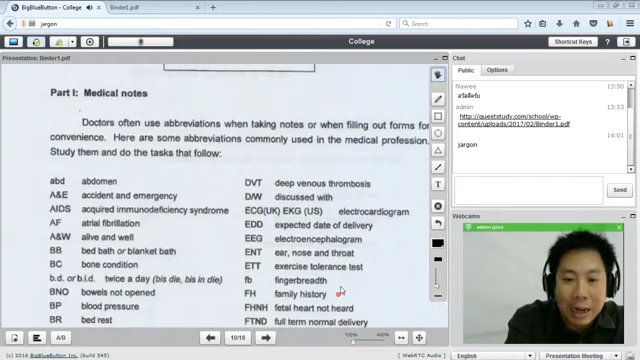 BigBlueButton - College
Binder1.pdf
jargon
Search
College
Shortcut Keys
Presentation: Binder1.pdf
Part I: Medical notes
Doctors often use abbreviations when taking notes or when filling out forms for
convenience. Here are some abbreviations commonly used in the medical profession.
Study them and do the tasks that follow:
abd abdomen
A&E accident and emergency
AIDS acquired immunodeficiency syndrome
AF atrial fibrillation
A&W alive and well
BB bed bath or blanket bath
BC bone condition
b.d. or b.i.d. twice a day (bis die, bis in die)
BNO bowels not opened
BP blood pressure
BR bed rest
DVT deep venous thrombosis
D/W discussed with
ECG(UK) EKG (US) electrocardiogram
EDD expected date of delivery
EEG electroencephalogram
ENT ear, nose and throat
ETT exercise tolerance test
fb fingerbreadth
FH family history
FHNH fetal heart not heard
FTND full term normal delivery
A/B
10/18
700% 400%
Chat
Public
Options
Nawee 13:50
สวัสดีครับ
admin 13:53
http://queststudy.com/school/wp-
content/uploads/2017/02/Binder1.pdf
14:01
jargon
Send
Webcams
admin (you)
(c) 2016 BigBlueButton Inc. (build 545)
[ WebRTC Audio ]
English
Presentation Meeting